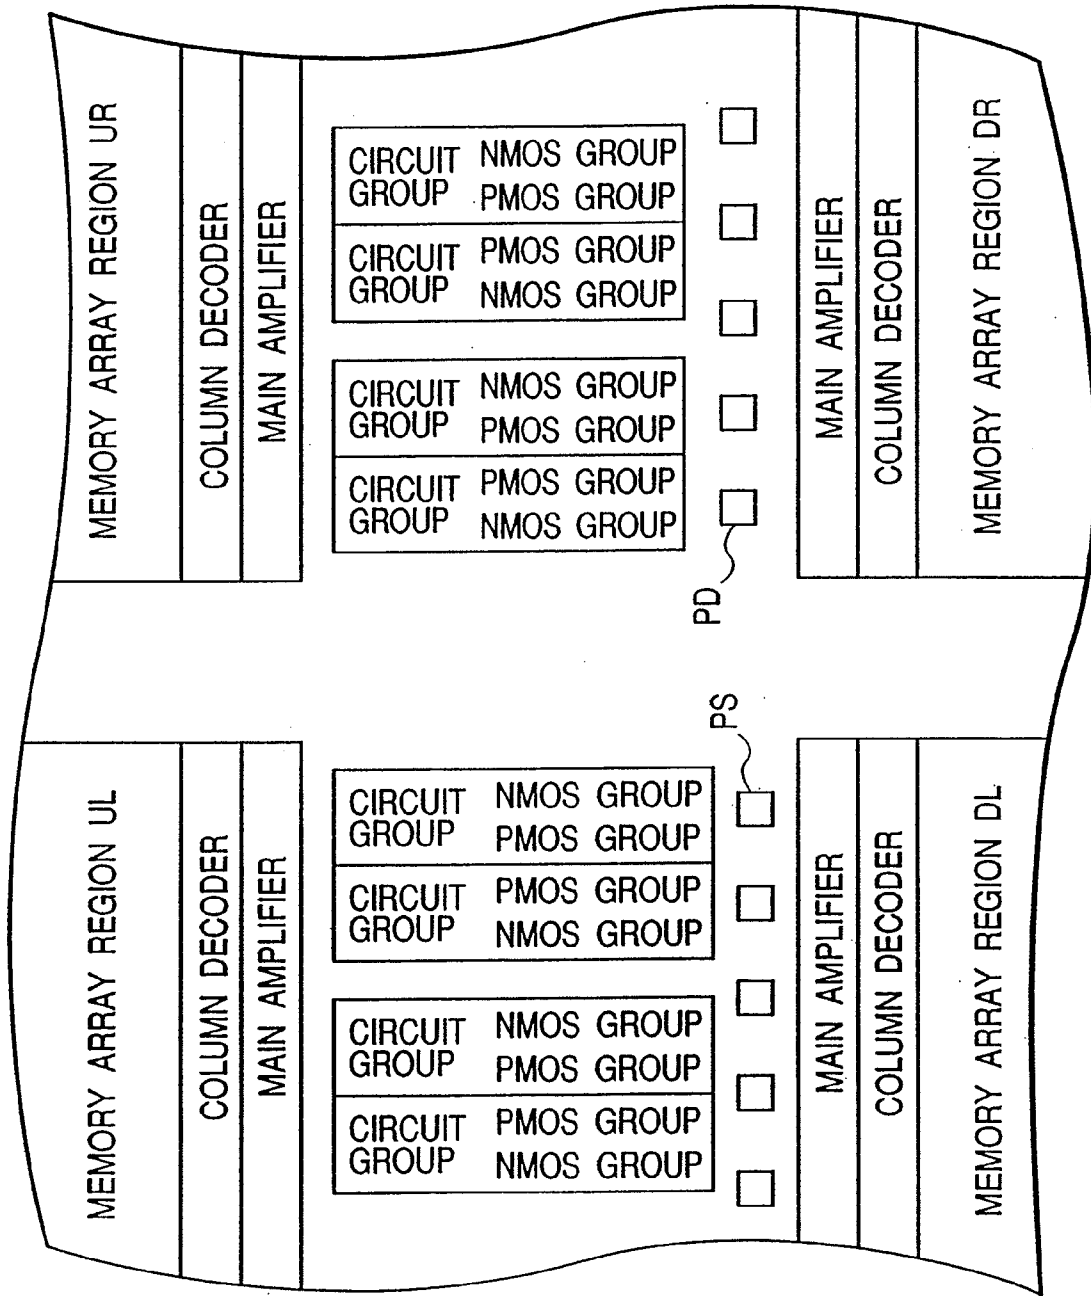 MEMORY ARRAY REGION UL
COLUMN DECODER
MAIN AMPLIFIER
MEMORY ARRAY REGION UR
COLUMN DECODER
MAIN AMPLIFIER
CIRCUIT
GROUP
PMOS GROUP
NMOS GROUP
CIRCUIT
GROUP
NMOS GROUP
PMOS GROUP
CIRCUIT
GROUP
PMOS GROUP
NMOS GROUP
CIRCUIT
GROUP
NMOS GROUP
PMOS GROUP
CIRCUIT
GROUP
PMOS GROUP
NMOS GROUP
CIRCUIT
GROUP
NMOS GROUP
PMOS GROUP
CIRCUIT
GROUP
PMOS GROUP
NMOS GROUP
CIRCUIT
GROUP
NMOS GROUP
PMOS GROUP
PS
PD
MAIN AMPLIFIER
COLUMN DECODER
MEMORY ARRAY REGION DL
MAIN AMPLIFIER
COLUMN DECODER
MEMORY ARRAY REGION DR